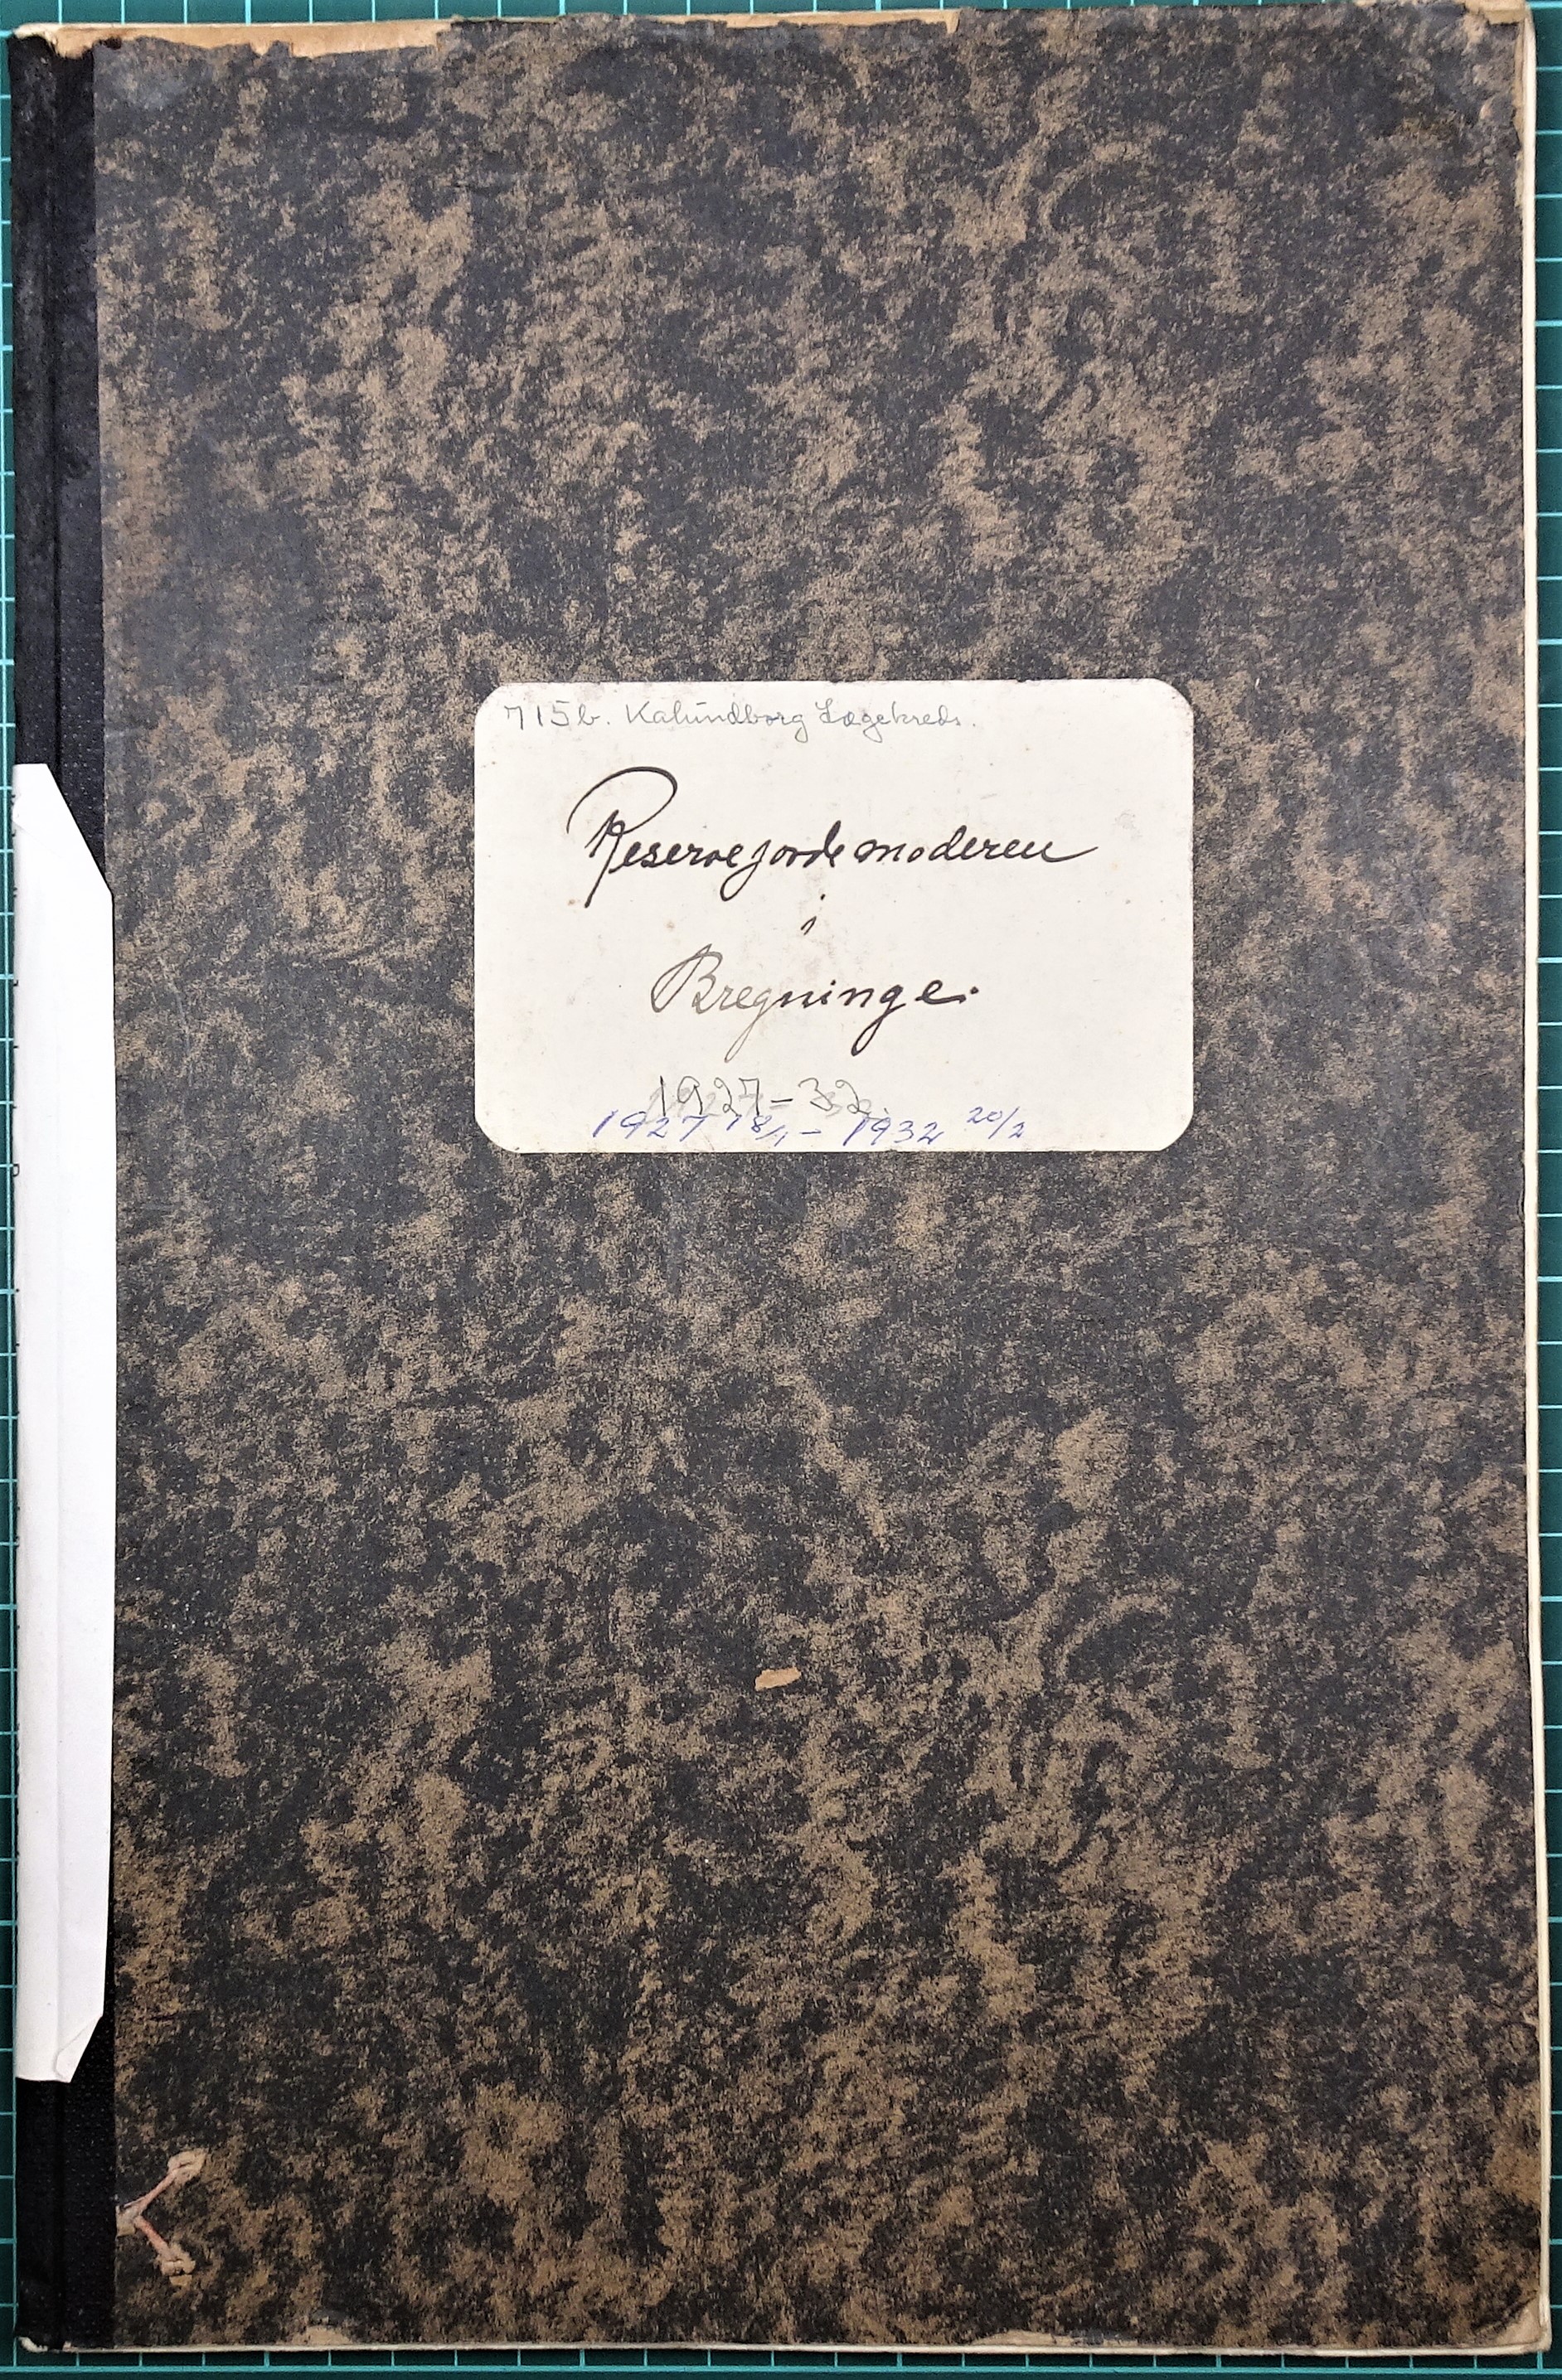 715b. Kalundborg Lægekreds.
Reservejordemoderen
i
Bregninge.
1927-32.
1927 18/1 - 1932 20/2